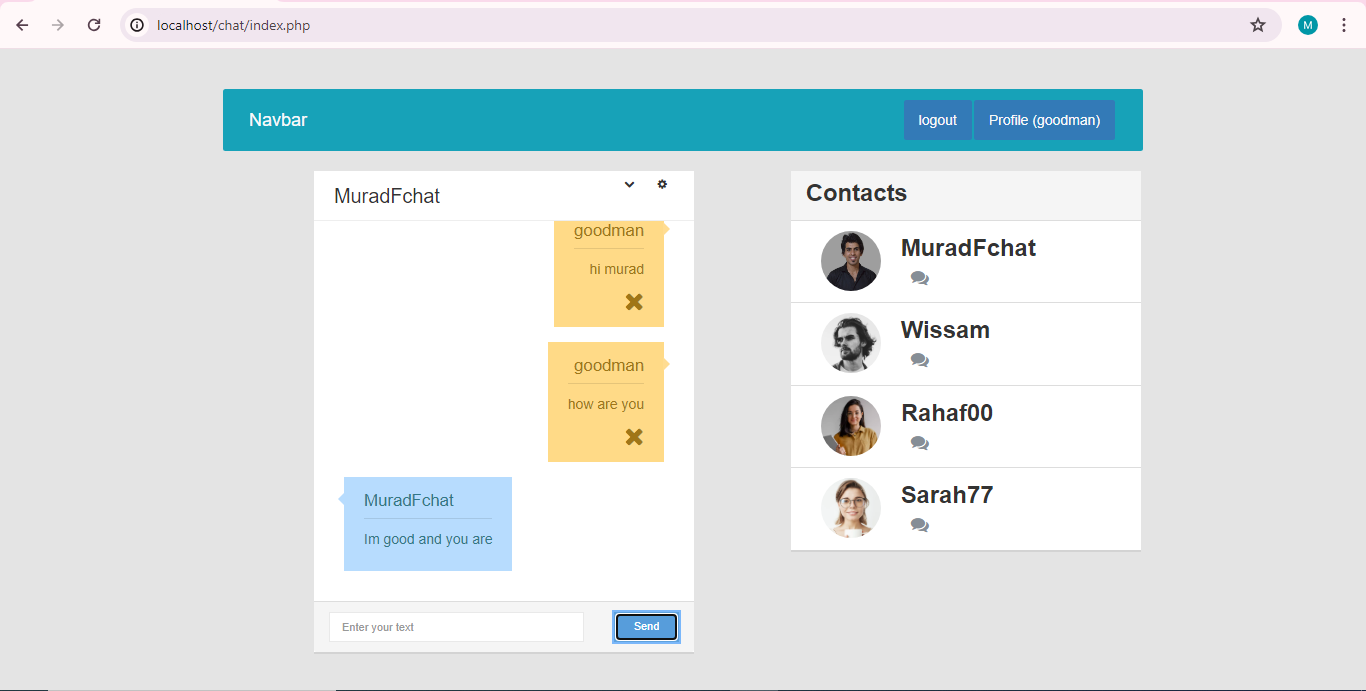 localhost/chat/index.php
M
Navbar
logout
Profile (goodman)
MuradFchat
goodman
hi murad
goodman
how are you
MuradFchat
Im good and you are
Enter your text
Send
Contacts
MuradFchat
Wissam
Rahaf00
Sarah77